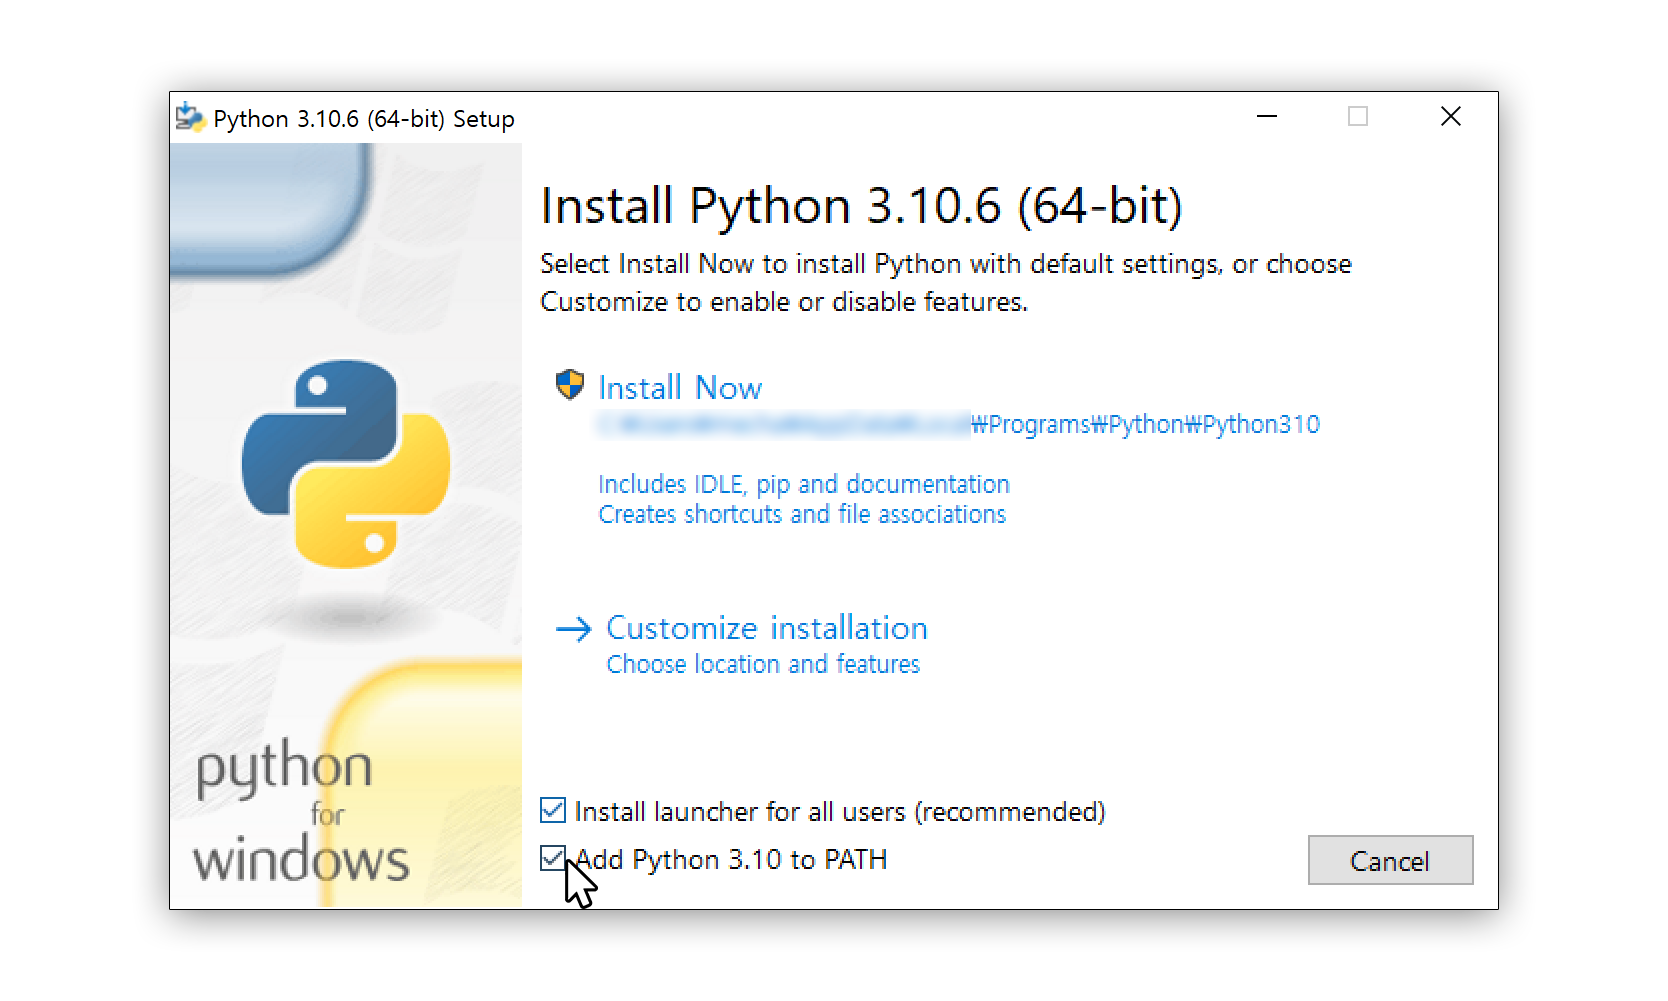 Python 3.10.6 (64-bit) Setup
Install Python 3.10.6 (64-bit)
Select Install Now to install Python with default settings, or choose
Customize to enable or disable features.
Install Now
₩Programs₩Python₩Python310
Includes IDLE, pip and documentation
Creates shortcuts and file associations
Customize installation
Choose location and features
python
for
windows
Install launcher for all users (recommended)
Add Python 3.10 to PATH
Cancel